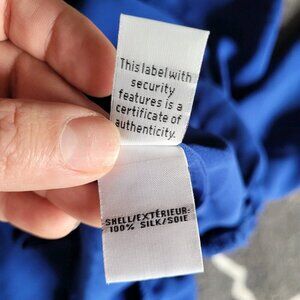 This label with
security
features is a
certificate of
authenticity.
SHELL/EXTÉRIEUR:
100% SILK/SOIE